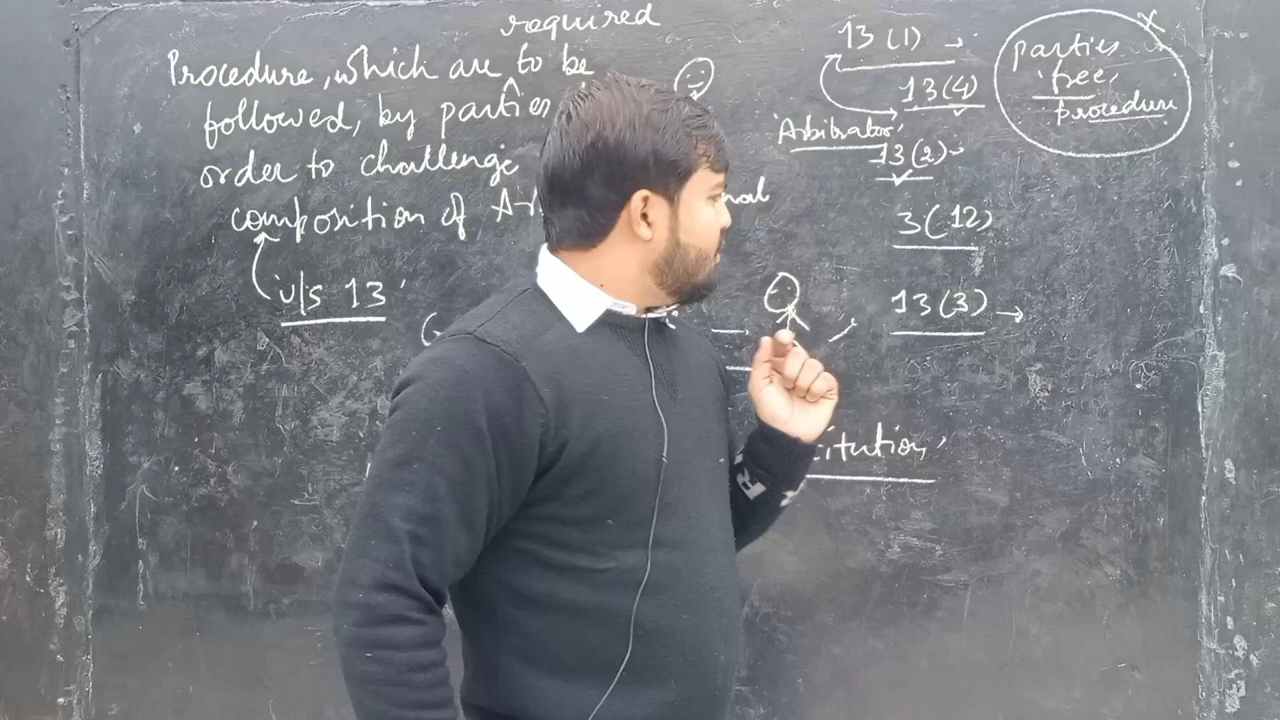 required
Procedure, which are ^ to be
followed, by parties
order to challenge
composition of
'u/s 13'
13(1) →
13(4)
'Arbitrator'
13(2)
3(12)
13(3) →
parties
'free'
procedure
x